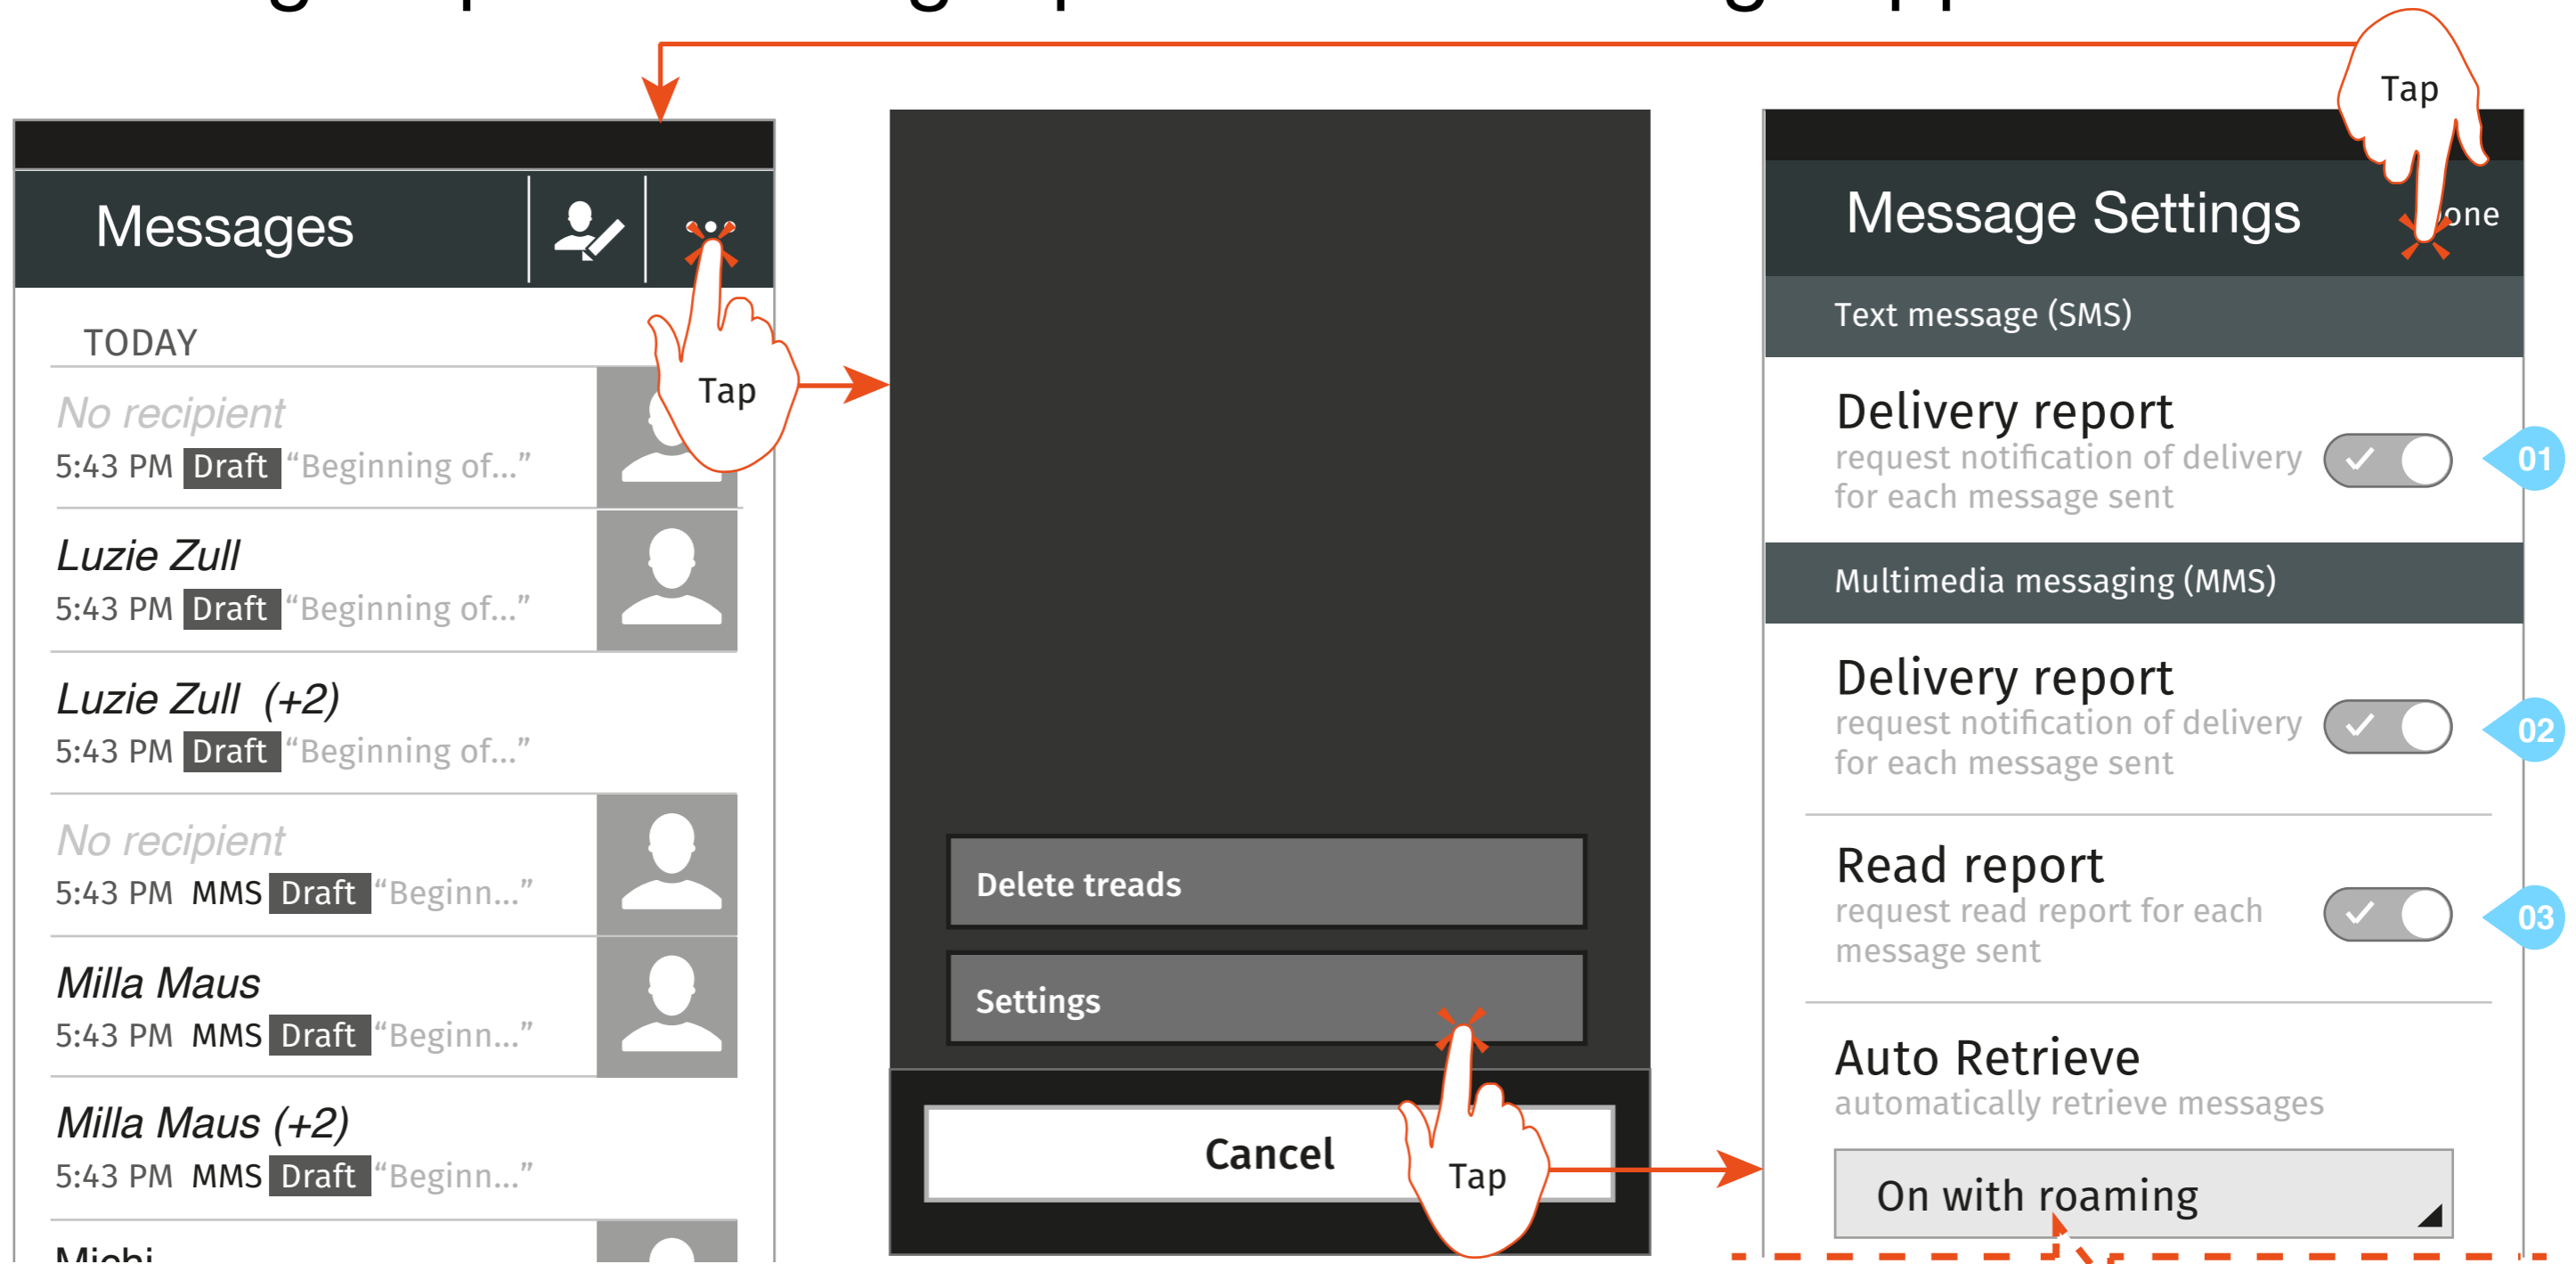 Messages
TODAY
No recipient
5:43 PM Draft “Beginning of...”
Luzie Zull
5:43 PM Draft “Beginning of...”
Luzie Zull (+2)
5:43 PM Draft “Beginning of...”
No recipient
5:43 PM MMS Draft “Beginn...”
Milla Maus
5:43 PM MMS Draft “Beginn...”
Milla Maus (+2)
5:43 PM MMS Draft “Beginn...”
Michi
Tap
Delete treads
Settings
Cancel
Tap
Tap
Message Settings
one
Text message (SMS)
Delivery report
request notification of delivery
for each message sent
01
Multimedia messaging (MMS)
Delivery report
request notification of delivery
for each message sent
02
Read report
request read report for each
message sent
03
Auto Retrieve
automatically retrieve messages
On with roaming